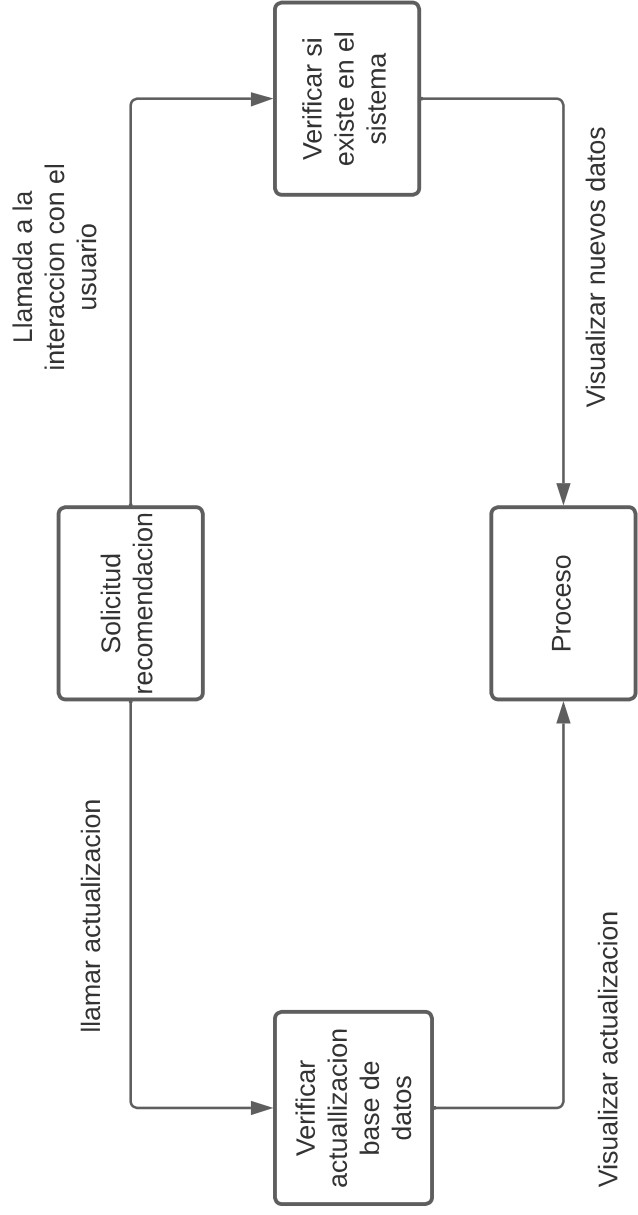 llamar actualizacion
Solicitud
recomendacion
Llamada a la
interaccion con el
usuario
Verificar
actuallizacion
base de
datos
Verificar si
existe en el
sistema
Visualizar actualizacion
Proceso
Visualizar nuevos datos